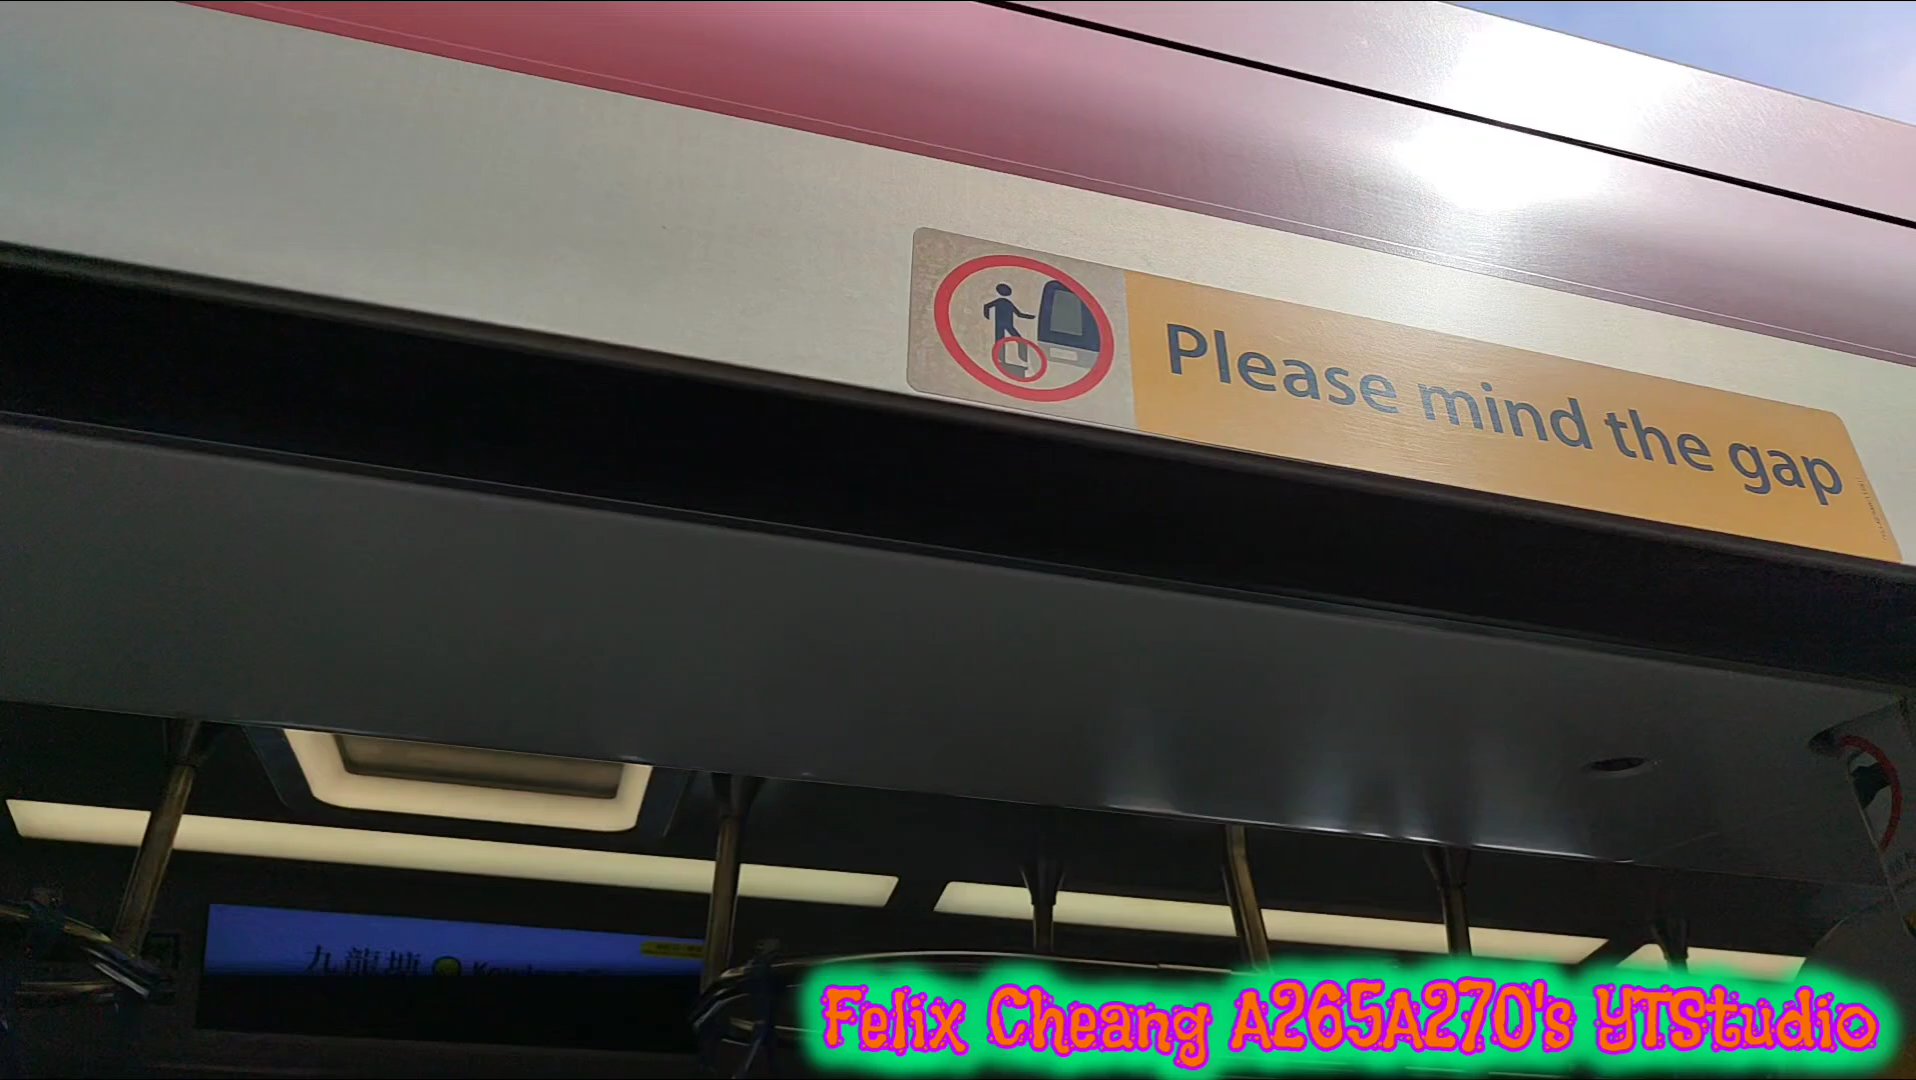 Please mind the gap
九龍塘
Felix Cheang A265A270's YTStudio